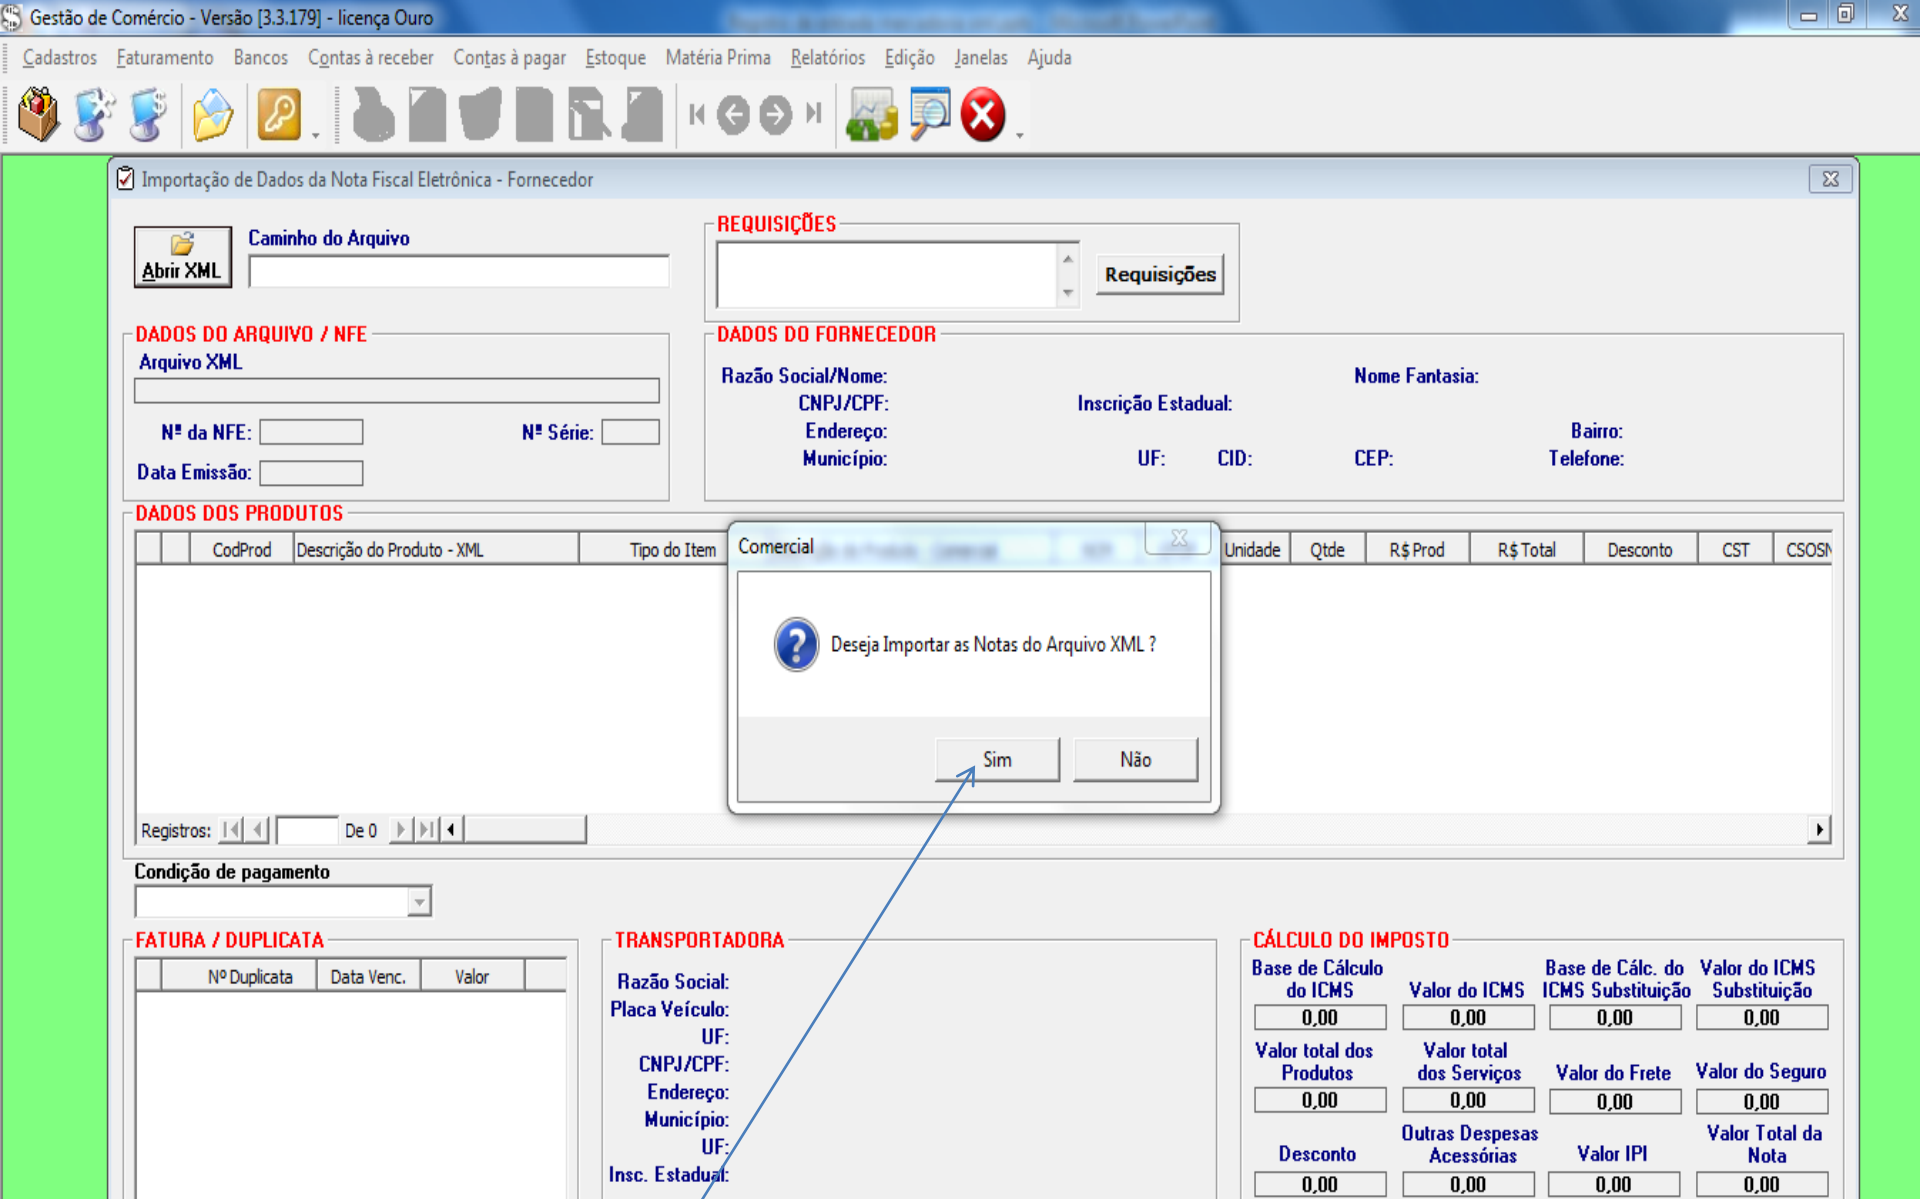 Gestão de Comércio - Versão [3.3.179] - licença Ouro
Cadastros Faturamento Bancos Contas à receber Contas à pagar Estoque Matéria Prima Relatórios Edição Janelas Ajuda
Importação de Dados da Nota Fiscal Eletrônica - Fornecedor
Abrir XML
Caminho do Arquivo
REQUISIÇÕES
Requisições
DADOS DO ARQUIVO / NFE
Arquivo XML
Nº da NFE:
Nº Série:
Data Emissão:
DADOS DO FORNECEDOR
Razão Social/Nome:
Nome Fantasia:
CNPJ/CPF:
Inscrição Estadual:
Endereço:
Bairro:
Município:
UF:
CID:
CEP:
Telefone:
DADOS DOS PRODUTOS
CodProd Descrição do Produto - XML Tipo do Item Unidade Qtde R$ Prod R$ Total Desconto CST CSOSN
Comercial
Deseja Importar as Notas do Arquivo XML ?
Sim Não
Registros: De 0
Condição de pagamento
FATURA / DUPLICATA
Nº Duplicata Data Venc. Valor
TRANSPORTADORA
Razão Social:
Placa Veículo:
UF:
CNPJ/CPF:
Endereço:
Município:
UF:
Insc. Estadual:
CÁLCULO DO IMPOSTO
Base de Cálculo do ICMS
Valor do ICMS
Base de Cálc. do ICMS Substituição
Valor do ICMS Substituição
0,00 0,00 0,00 0,00
Valor total dos Produtos
Valor total dos Serviços
Valor do Frete
Valor do Seguro
0,00 0,00 0,00 0,00
Desconto
Outras Despesas Acessórias
Valor IPI
Valor Total da Nota
0,00 0,00 0,00 0,00